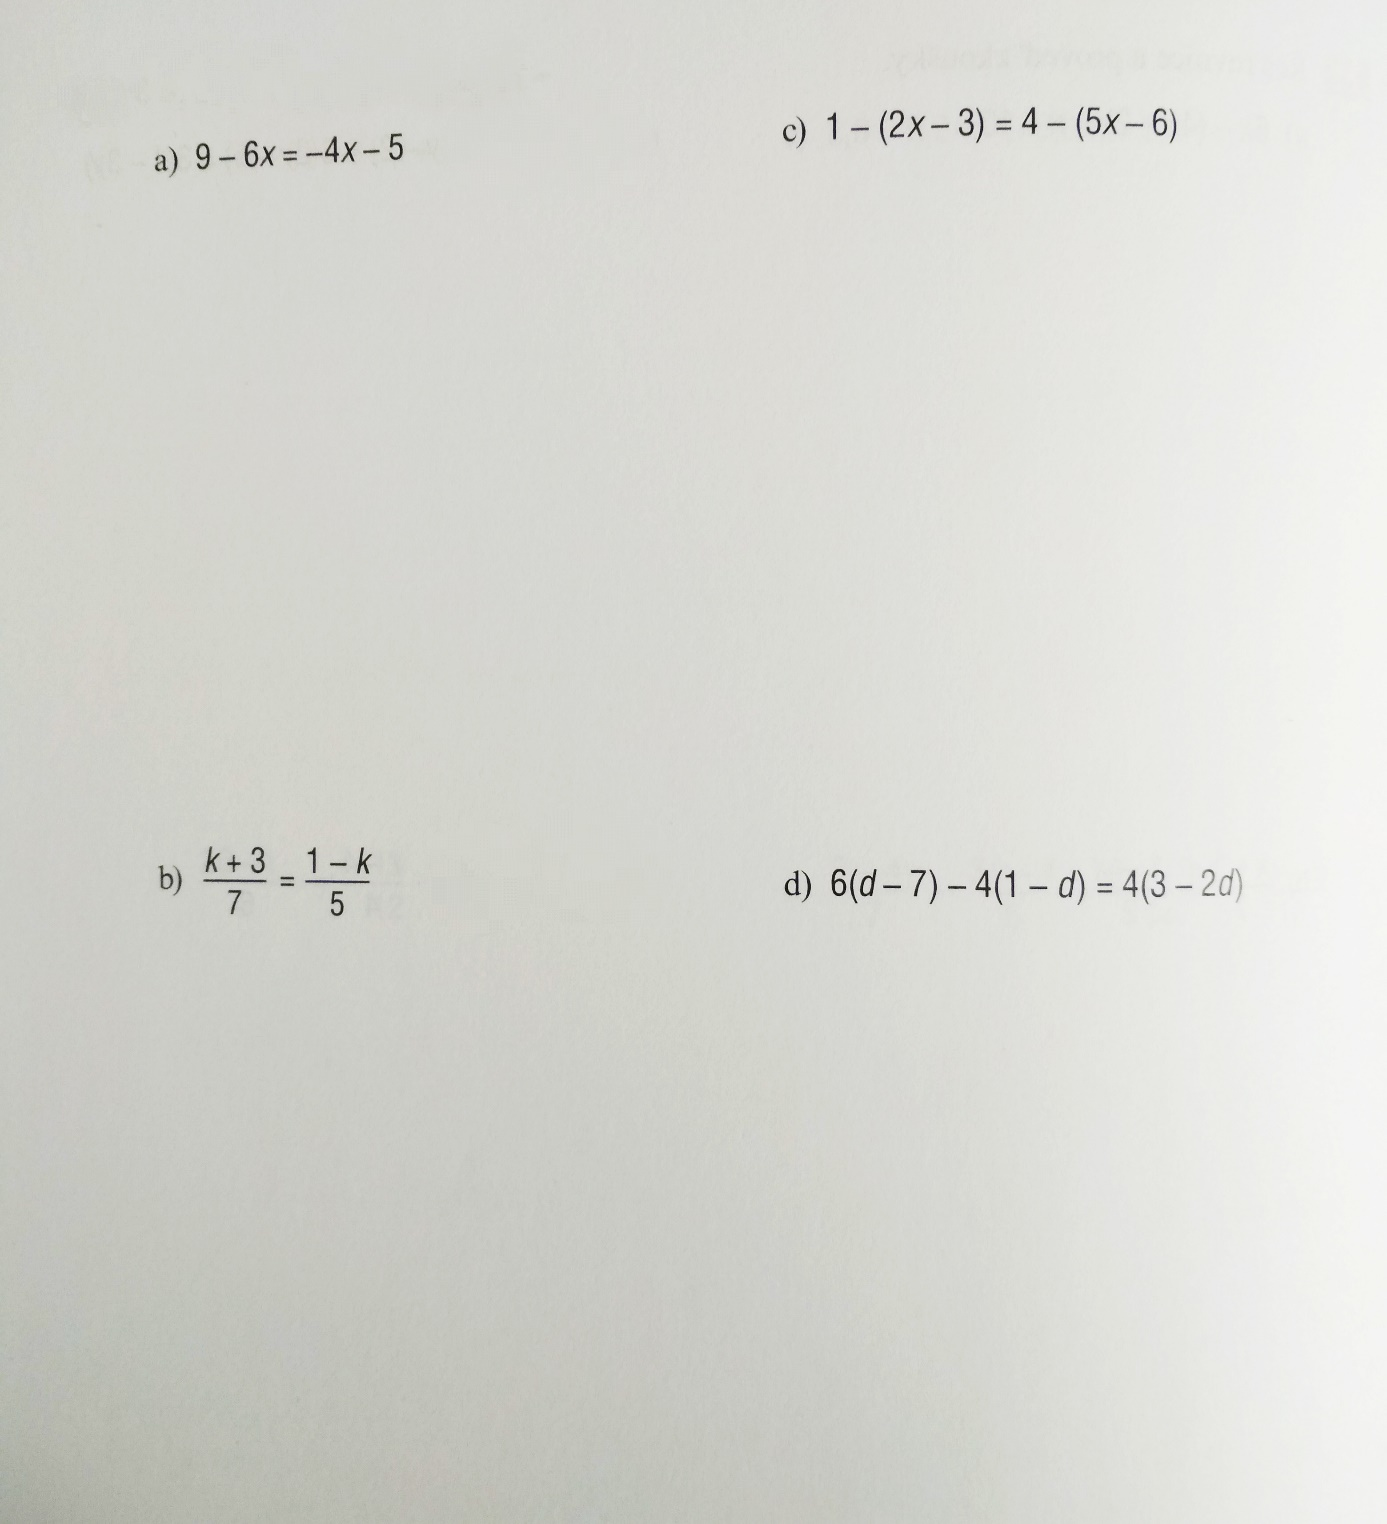 a) 9 – 6x = –4x – 5
c) 1 – (2x – 3) = 4 – (5x – 6)
b) k + 3 / 7 = 1 – k / 5
d) 6(d – 7) – 4(1 – d) = 4(3 – 2d)